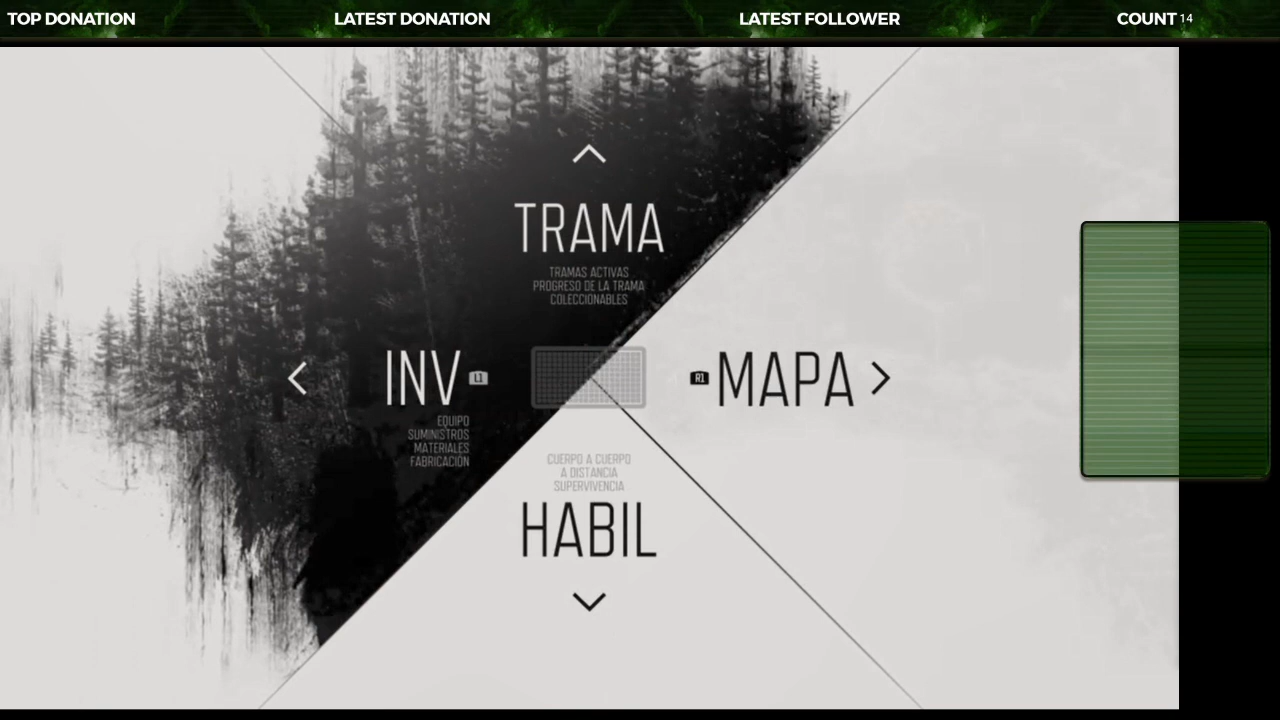 TOP DONATION
LATEST DONATION
LATEST FOLLOWER
COUNT 14
TRAMA
TRAMAS ACTIVAS
PROGRESO DE LA TRAMA
COLECCIONABLES
INV L1
EQUIPO
SUMINISTROS
MATERIALES
FABRICACIÓN
R1 MAPA
CUERPO A CUERPO
A DISTANCIA
SUPERVIVENCIA
HABIL